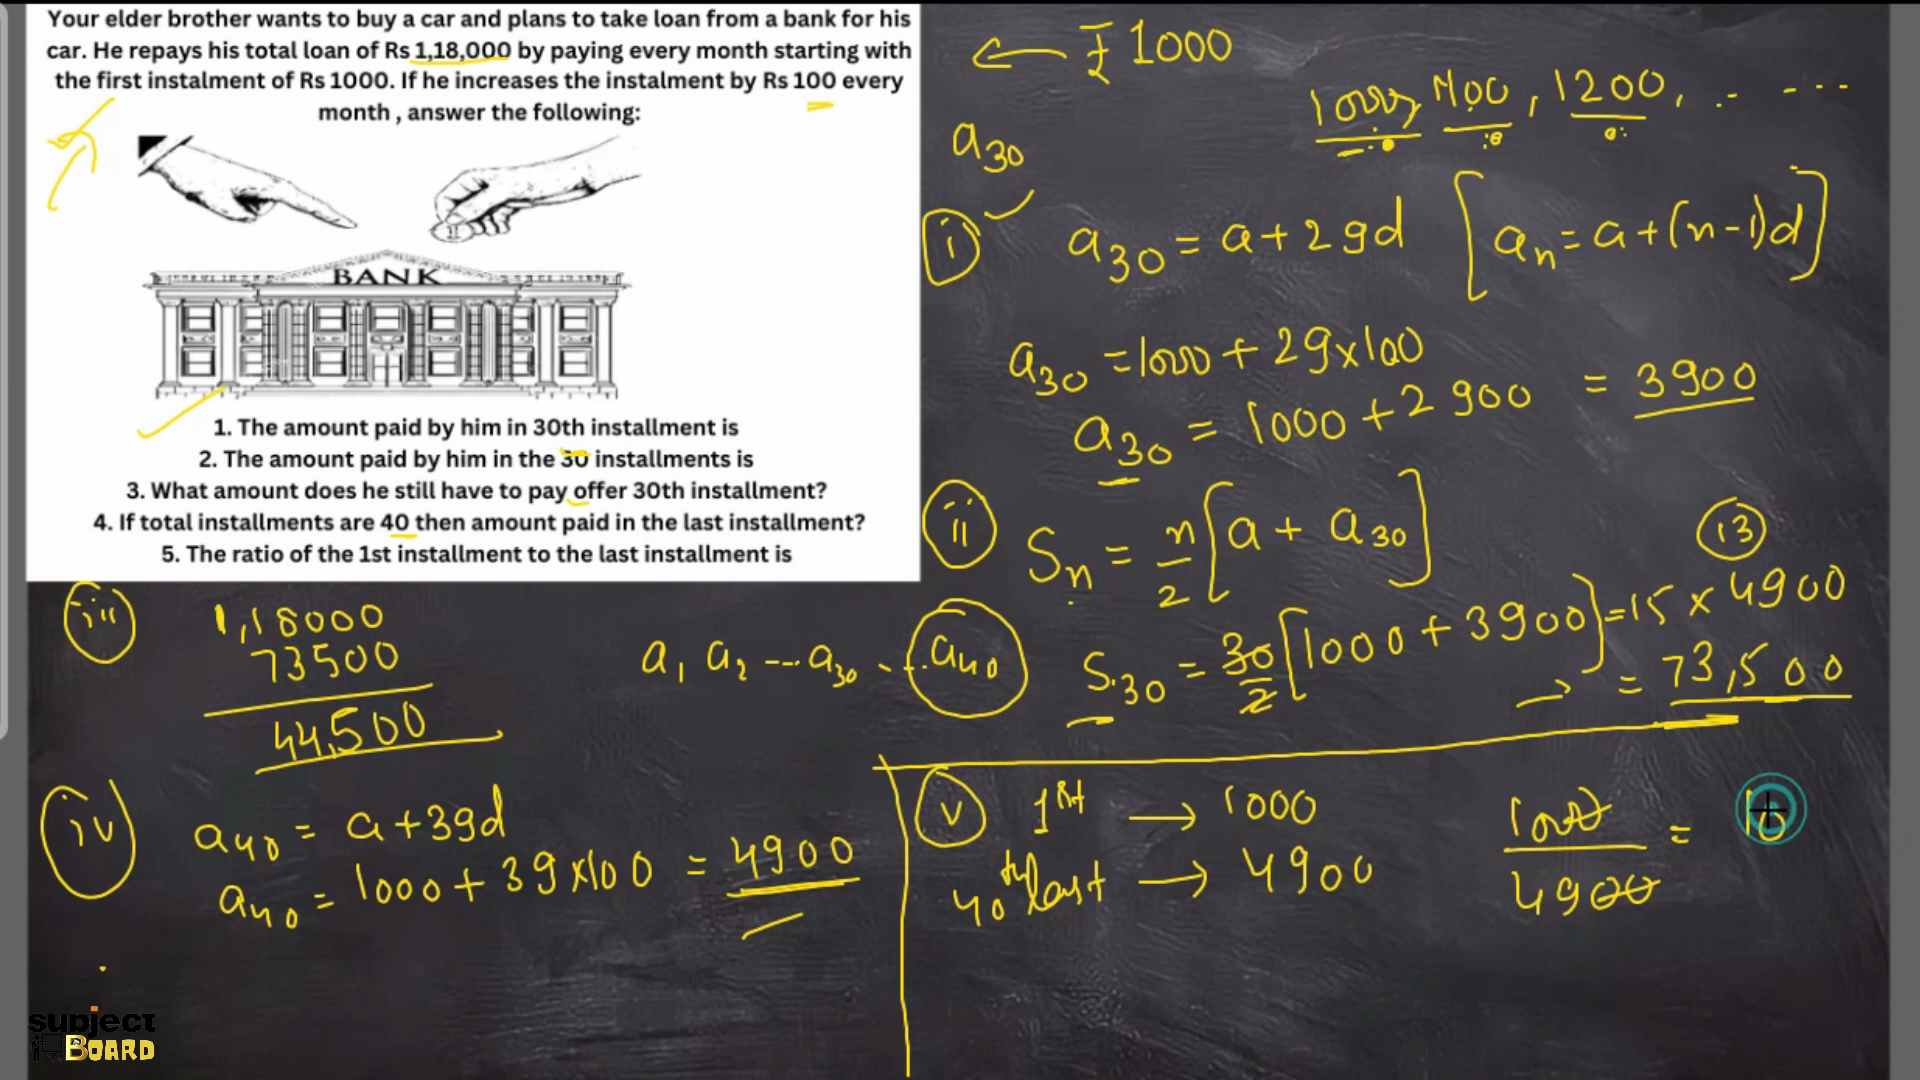 Your elder brother wants to buy a car and plans to take loan from a bank for his
car. He repays his total loan of Rs 1,18,000 by paying every month starting with
the first instalment of Rs 1000. If he increases the instalment by Rs 100 every
month , answer the following:
BANK
1. The amount paid by him in 30th installment is
2. The amount paid by him in the 30 installments is
3. What amount does he still have to pay offer 30th installment?
4. If total installments are 40 then amount paid in the last installment?
5. The ratio of the 1st installment to the last installment is
← ₹ 1000
1000, 1100, 1200, .. ---
a30
(i) a30 = a + 29d [an = a + (n-1)d]
a30 = 1000 + 29×100
a30 = 1000 + 2900 = 3900
(ii) Sn = n/2 [a + a30]
(13)
S30 = 30/2 [1000 + 3900] = 15 × 4900
→ = 73,500
(iii) 1,18000
73500
44,500
a1 a2 --- a30 - .. a40
(iv) a40 = a + 39d
a40 = 1000 + 39×100 = 4900
(v) 1st → 1000
40th last → 4900
1000/4900 = 10
subject
BOARD